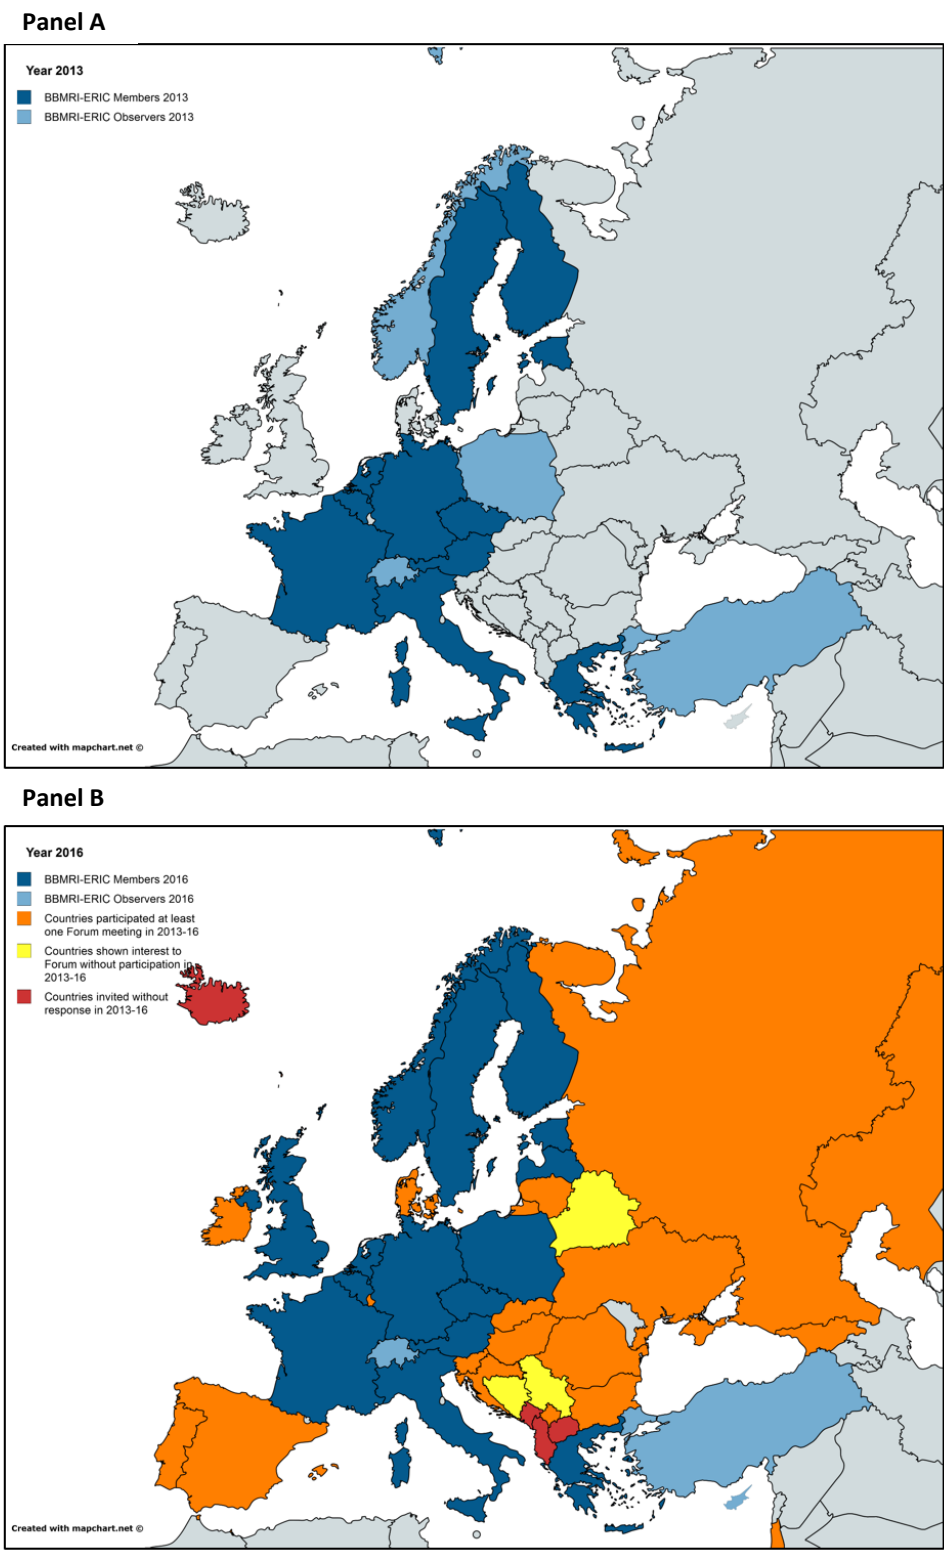 Panel A
Year 2013
BBMRI-ERIC Members 2013
BBMRI-ERIC Observers 2013
Created with mapchart.net ©
Panel B
Year 2016
BBMRI-ERIC Members 2016
BBMRI-ERIC Observers 2016
Countries participated at least
one Forum meeting in 2013-16
Countries shown interest to
Forum without participation in
2013-16
Countries invited without
response in 2013-16
Created with mapchart.net ©